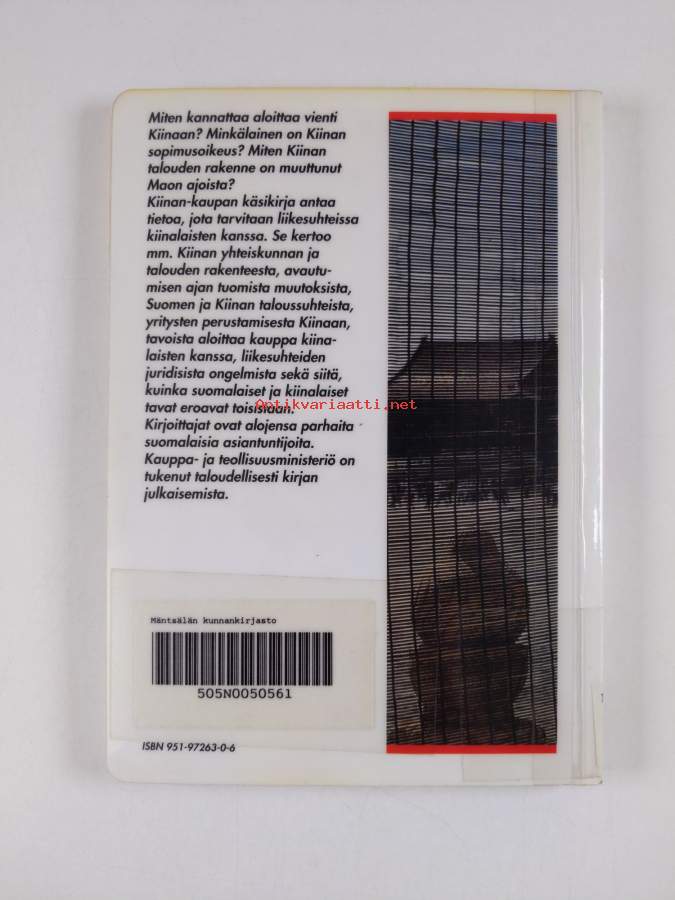 Miten kannattaa aloittaa vienti
Kiinaan? Minkälainen on Kiinan
sopimusoikeus? Miten Kiinan
talouden rakenne on muuttunut
Maon ajoista?
Kiinan-kaupan käsikirja antaa
tietoa, jota tarvitaan liikesuhteissa
kiinalaisten kanssa. Se kertoo
mm. Kiinan yhteiskunnan ja
talouden rakenteesta, avautu-
misen ajan tuomista muutoksista,
Suomen ja Kiinan taloussuhteista,
yritysten perustamisesta Kiinaan,
tavoista aloittaa kauppa kiina-
laisten kanssa, liikesuhteiden
juridisista ongelmista sekä siitä,
kuinka suomalaiset ja kiinalaiset
tavat eroavat toisistaan.
Antikvariaatti.net
Kirjoittajat ovat alojensa parhaita
suomalaisia asiantuntijoita.
Kauppa- ja teollisuusministeriö on
tukenut taloudellisesti kirjan
julkaisemista.
Mäntsälän kunnankirjasto
505N0050561
ISBN 951-97263-0-6